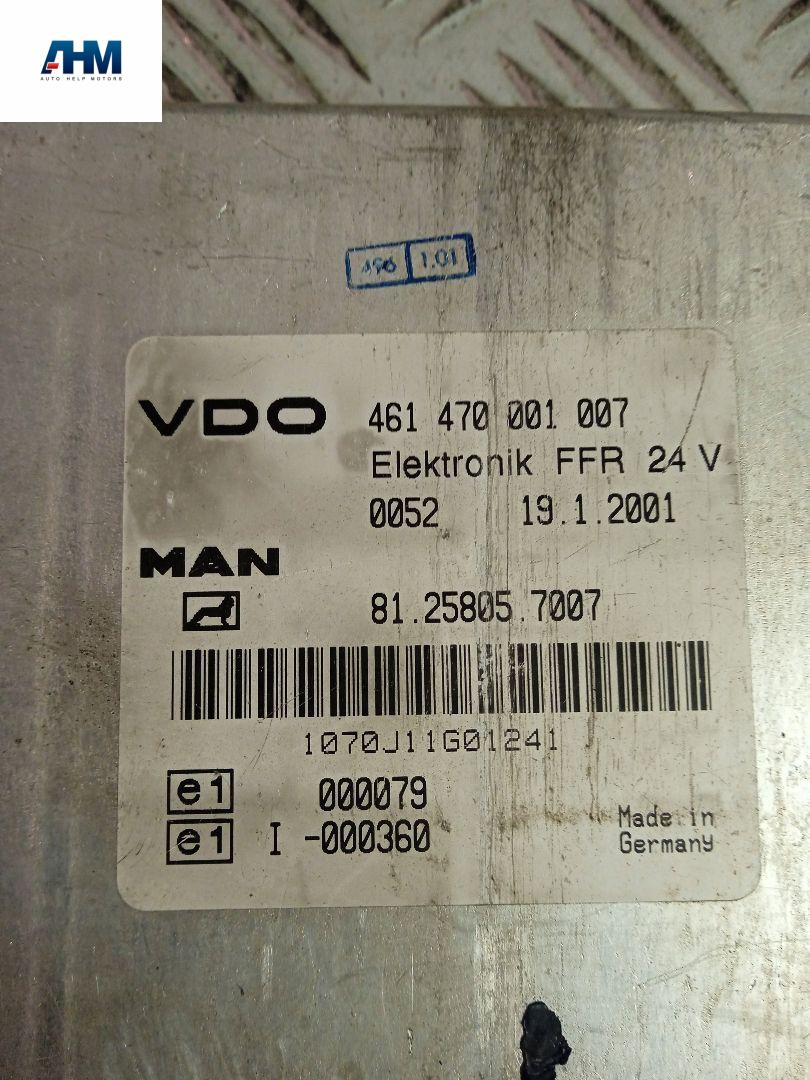 AHM
AUTO HELP MOTORS
1.01
VDO 461 470 001 007
Elektronik FFR 24 V
0052 19.1.2001
MAN
81.25805.7007
1070J11G01241
e1 000079
e1 I -000360
Made in
Germany